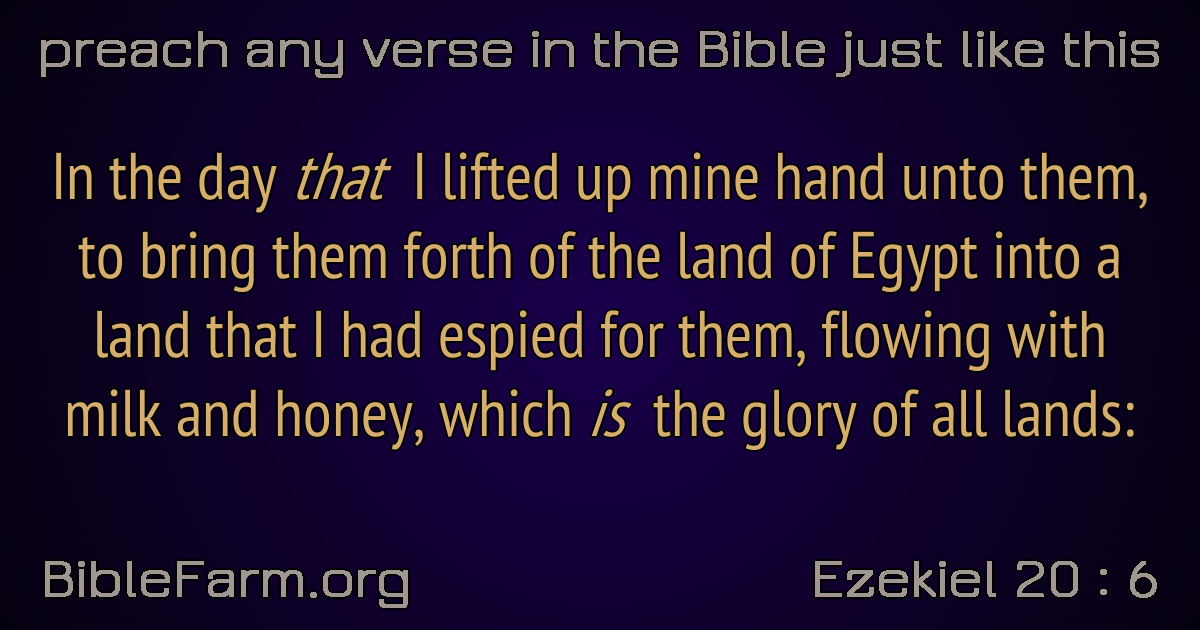 preach any verse in the Bible just like this
In the day that I lifted up mine hand unto them,
to bring them forth of the land of Egypt into a
land that I had espied for them, flowing with
milk and honey, which is the glory of all lands:
BibleFarm.org
Ezekiel 20 : 6